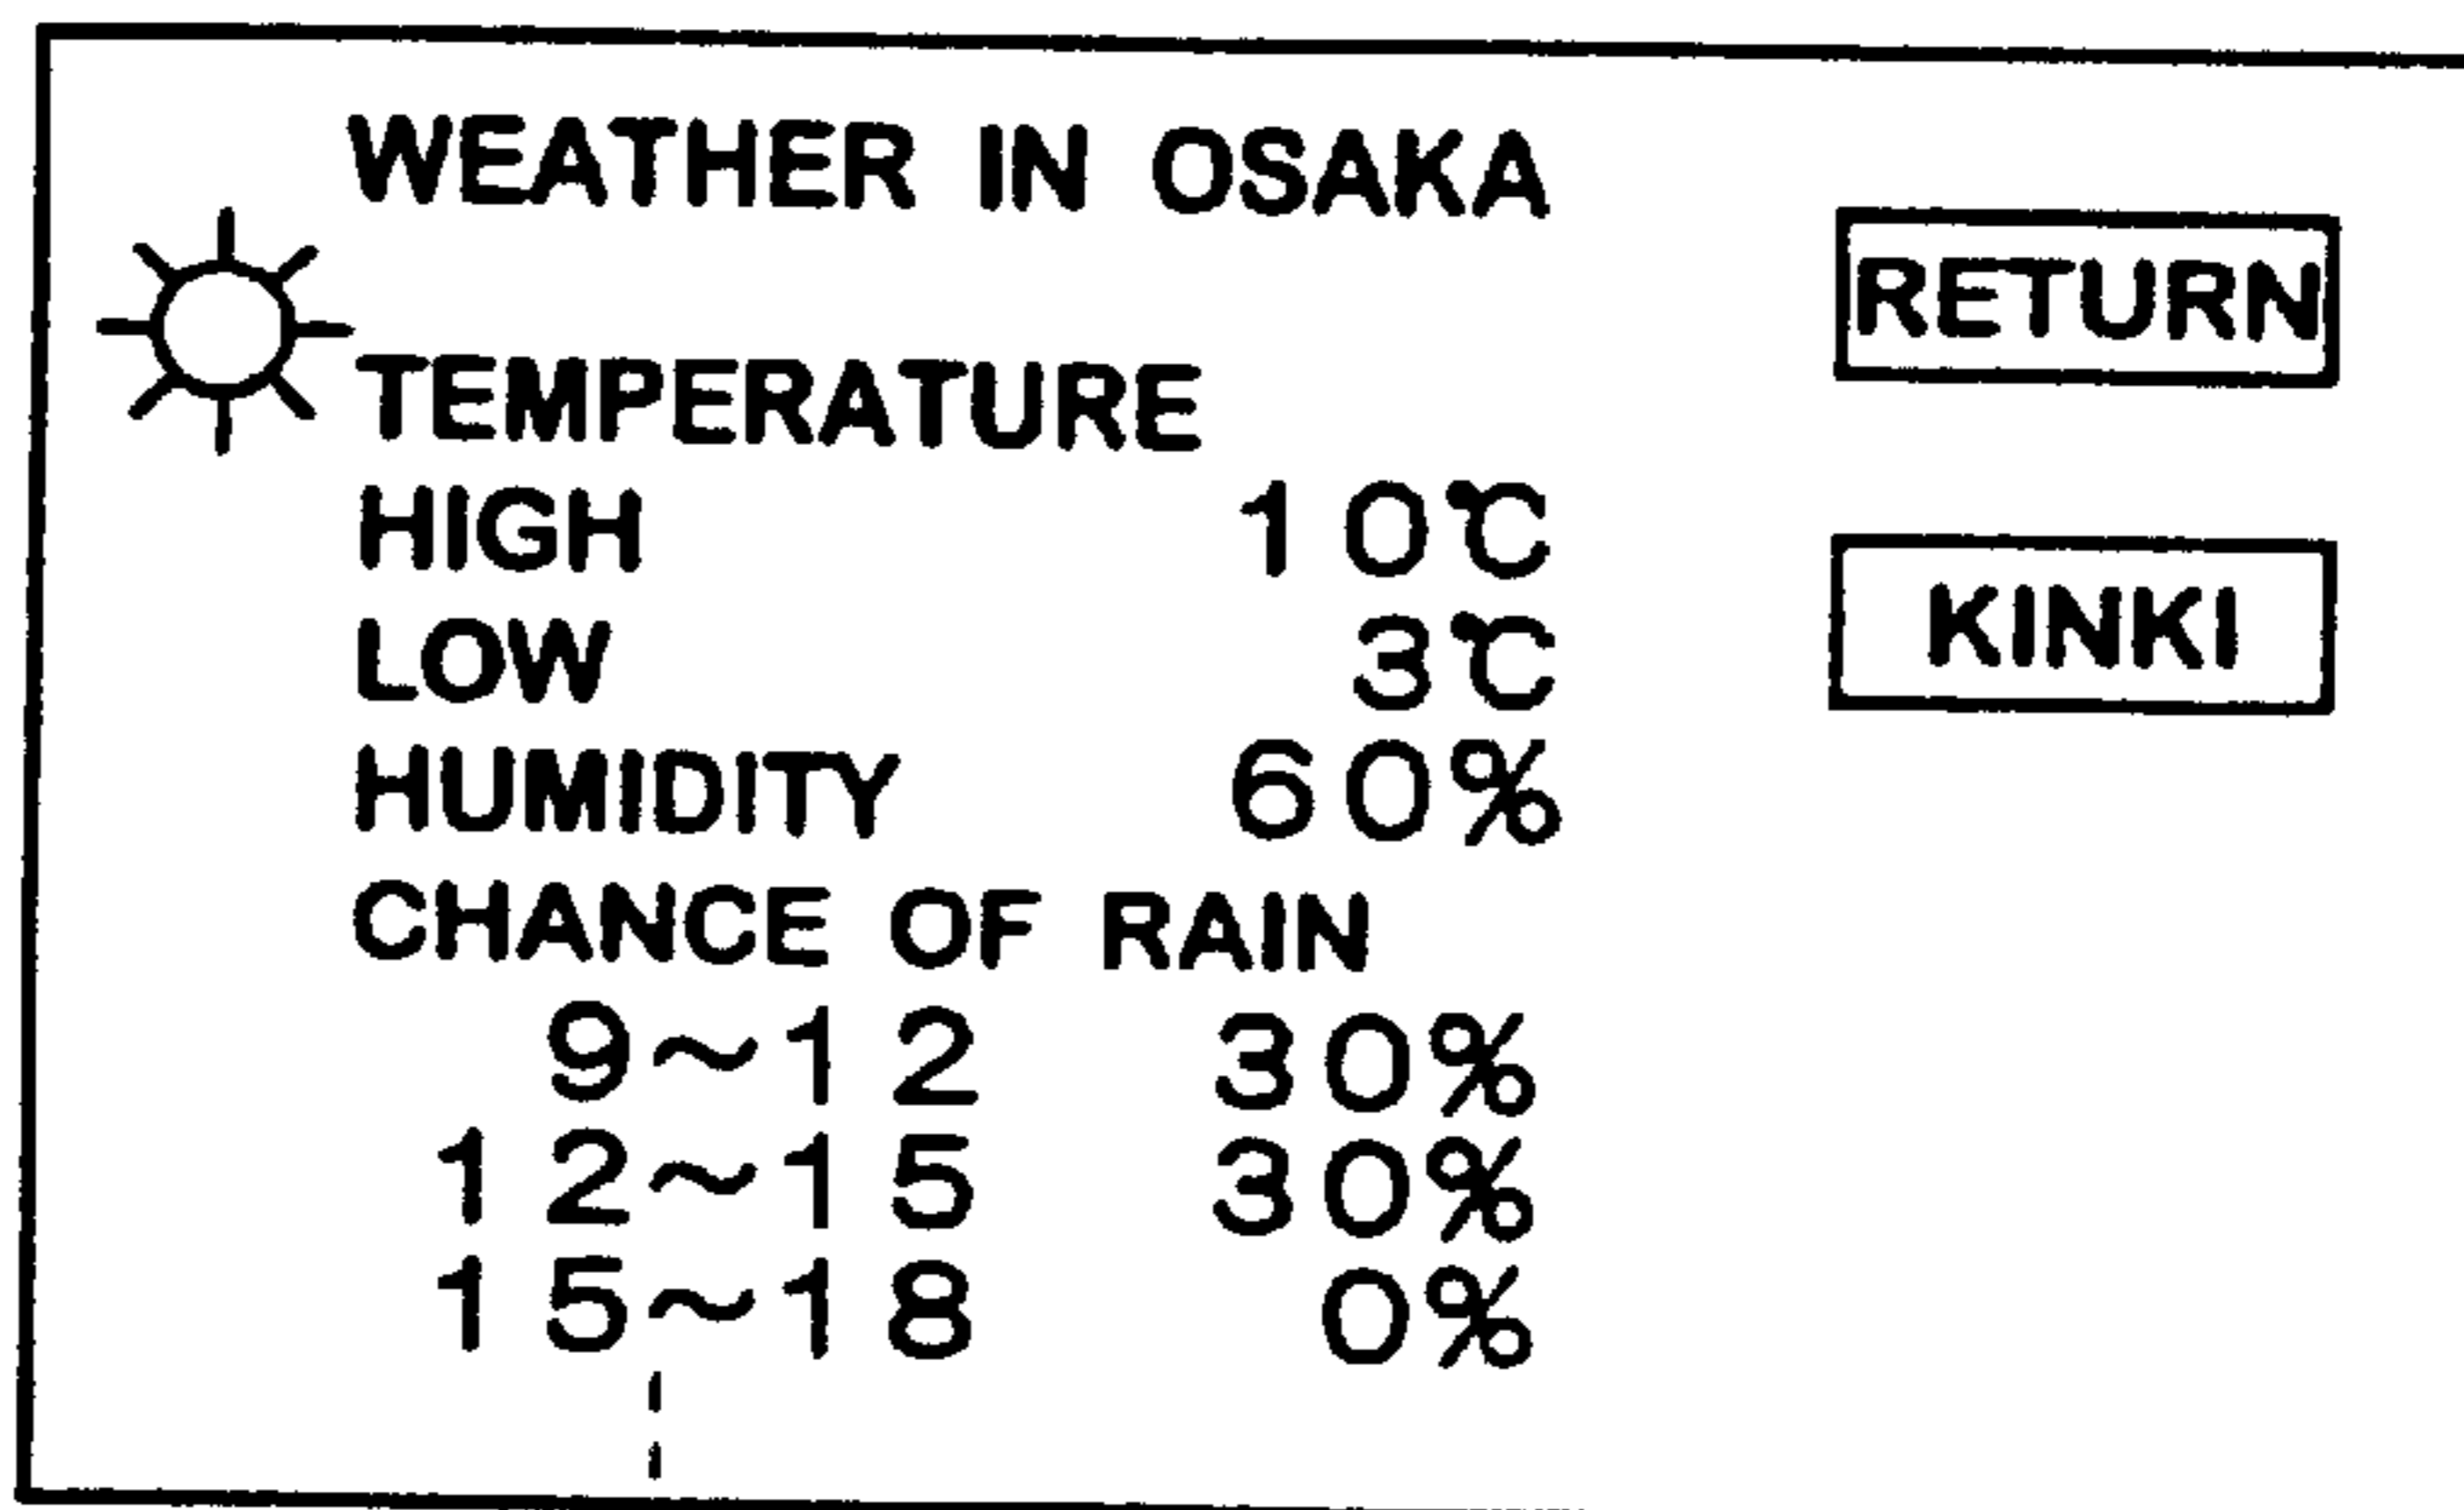 WEATHER IN OSAKA
RETURN
TEMPERATURE
HIGH 10℃
LOW 3℃
KINKI
HUMIDITY 60%
CHANCE OF RAIN
9~12 30%
12~15 30%
15~18 0%